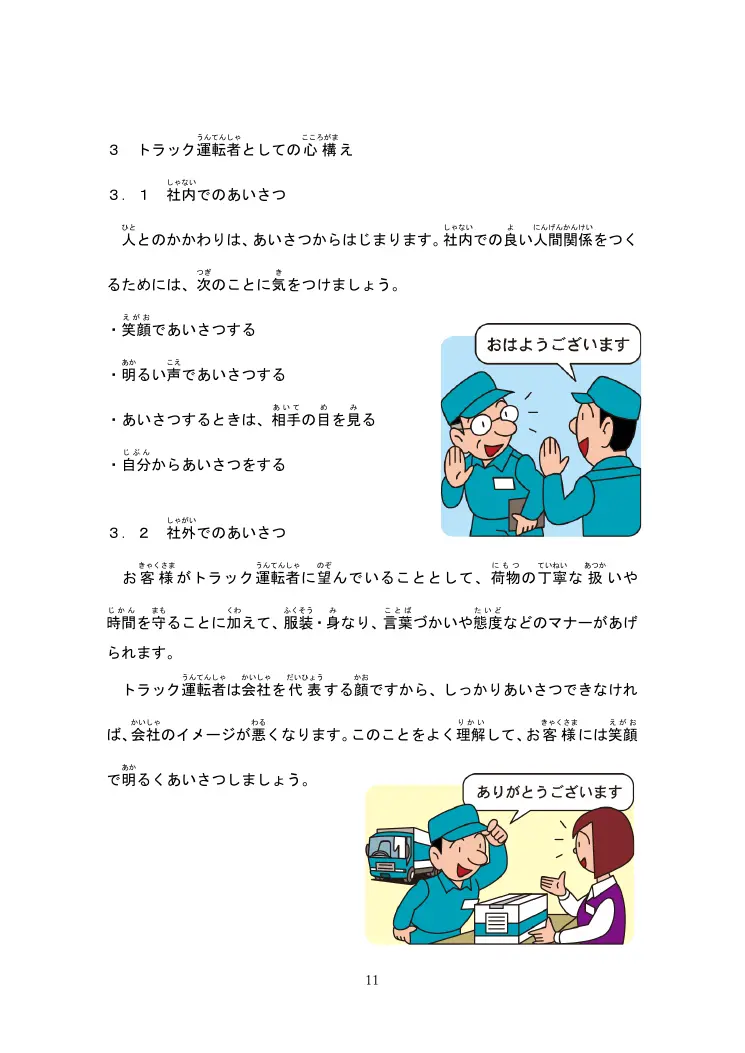 ３　トラック運転者としての心構え
３．１　社内でのあいさつ
人とのかかわりは、あいさつからはじまります。社内での良い人間関係をつく
るためには、次のことに気をつけましょう。
・笑顔であいさつする
・明るい声であいさつする
・あいさつするときは、相手の目を見る
・自分からあいさつをする
おはようございます
３．２　社外でのあいさつ
お客様がトラック運転者に望んでいることとして、荷物の丁寧な扱いや
時間を守ることに加えて、服装・身なり、言葉づかいや態度などのマナーがあげ
られます。
トラック運転者は会社を代表する顔ですから、しっかりあいさつできなけれ
ば、会社のイメージが悪くなります。このことをよく理解して、お客様には笑顔
で明るくあいさつしましょう。
ありがとうございます
11